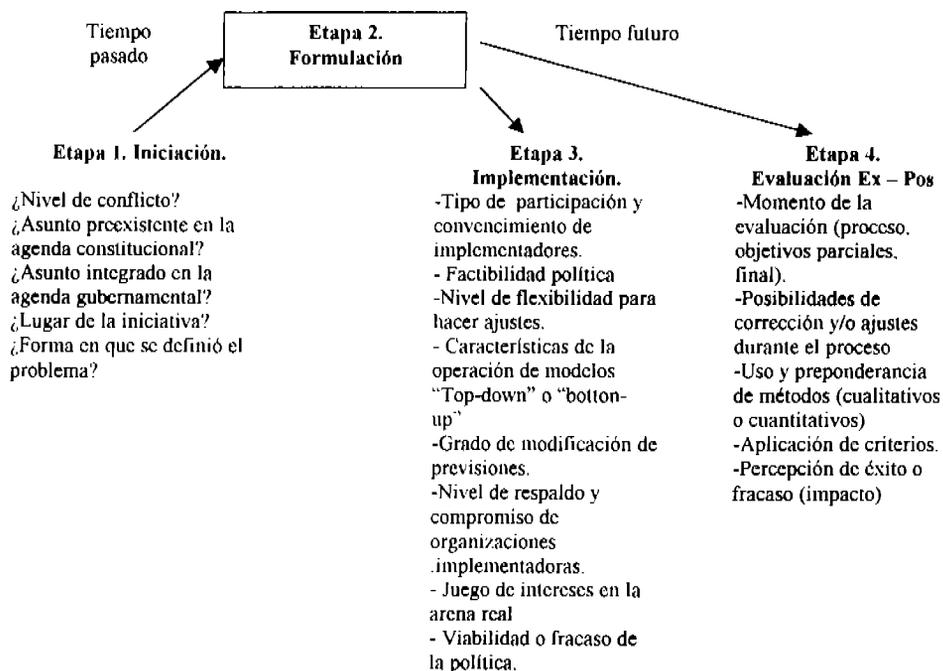 Tiempo
pasado
Etapa 2.
Formulación
Tiempo futuro
Etapa 1. Iniciación.
¿Nivel de conflicto?
¿Asunto preexistente en la
agenda constitucional?
¿Asunto integrado en la
agenda gubernamental?
¿Lugar de la iniciativa?
¿Forma en que se definió el
problema?
Etapa 3.
Implementación.
-Tipo de participación y
convencimiento de
implementadores.
- Factibilidad política
-Nivel de flexibilidad para
hacer ajustes.
- Características de la
operación de modelos
“Top-down” o “botton-
up”
-Grado de modificación de
previsiones.
-Nivel de respaldo y
compromiso de
organizaciones
.implementadoras.
- Juego de intereses en la
arena real
- Viabilidad o fracaso de
la política.
Etapa 4.
Evaluación Ex – Pos
-Momento de la
evaluación (proceso,
objetivos parciales,
final).
-Posibilidades de
corrección y/o ajustes
durante el proceso
-Uso y preponderancia
de métodos (cualitativos
o cuantitativos)
-Aplicación de criterios.
-Percepción de éxito o
fracaso (impacto)